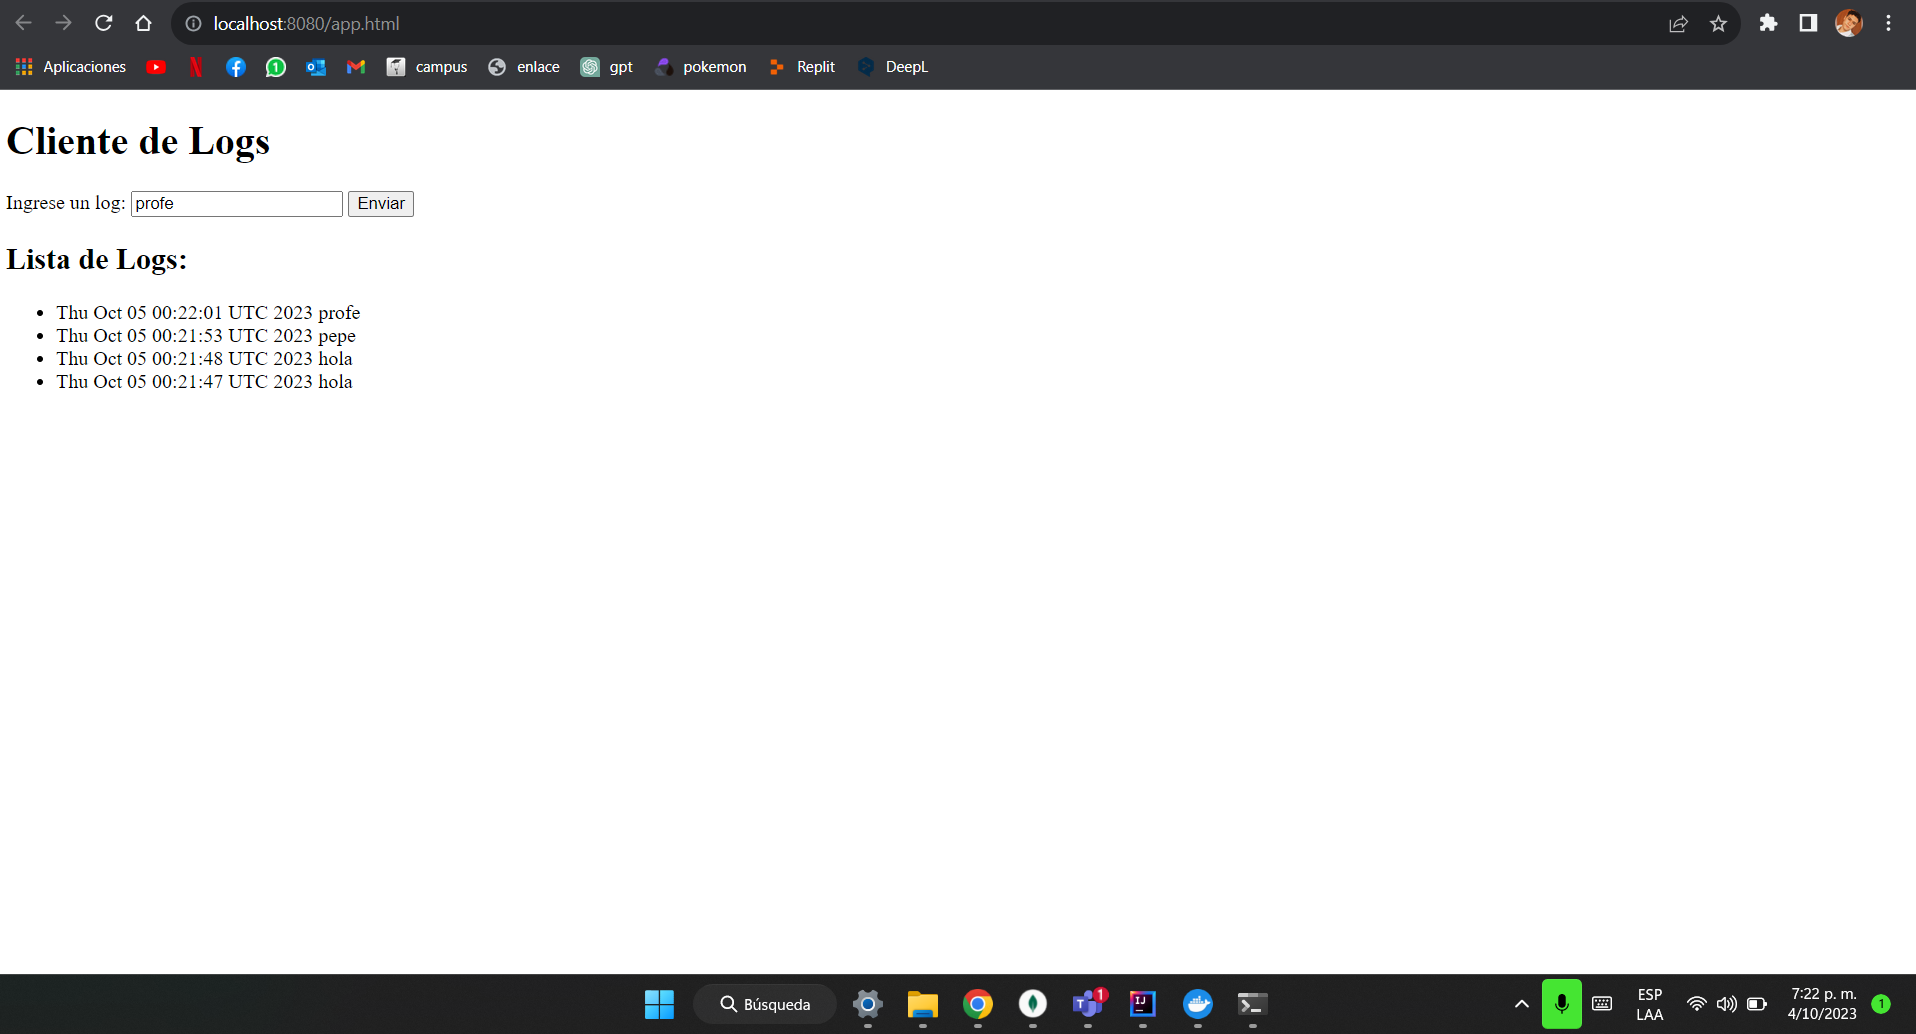 localhost:8080/app.html
Aplicaciones campus enlace gpt pokemon Replit DeepL
Cliente de Logs
Ingrese un log: profe Enviar
Lista de Logs:
Thu Oct 05 00:22:01 UTC 2023 profe
Thu Oct 05 00:21:53 UTC 2023 pepe
Thu Oct 05 00:21:48 UTC 2023 hola
Thu Oct 05 00:21:47 UTC 2023 hola
Búsqueda
1
ESP
LAA
7:22 p. m.
4/10/2023
1